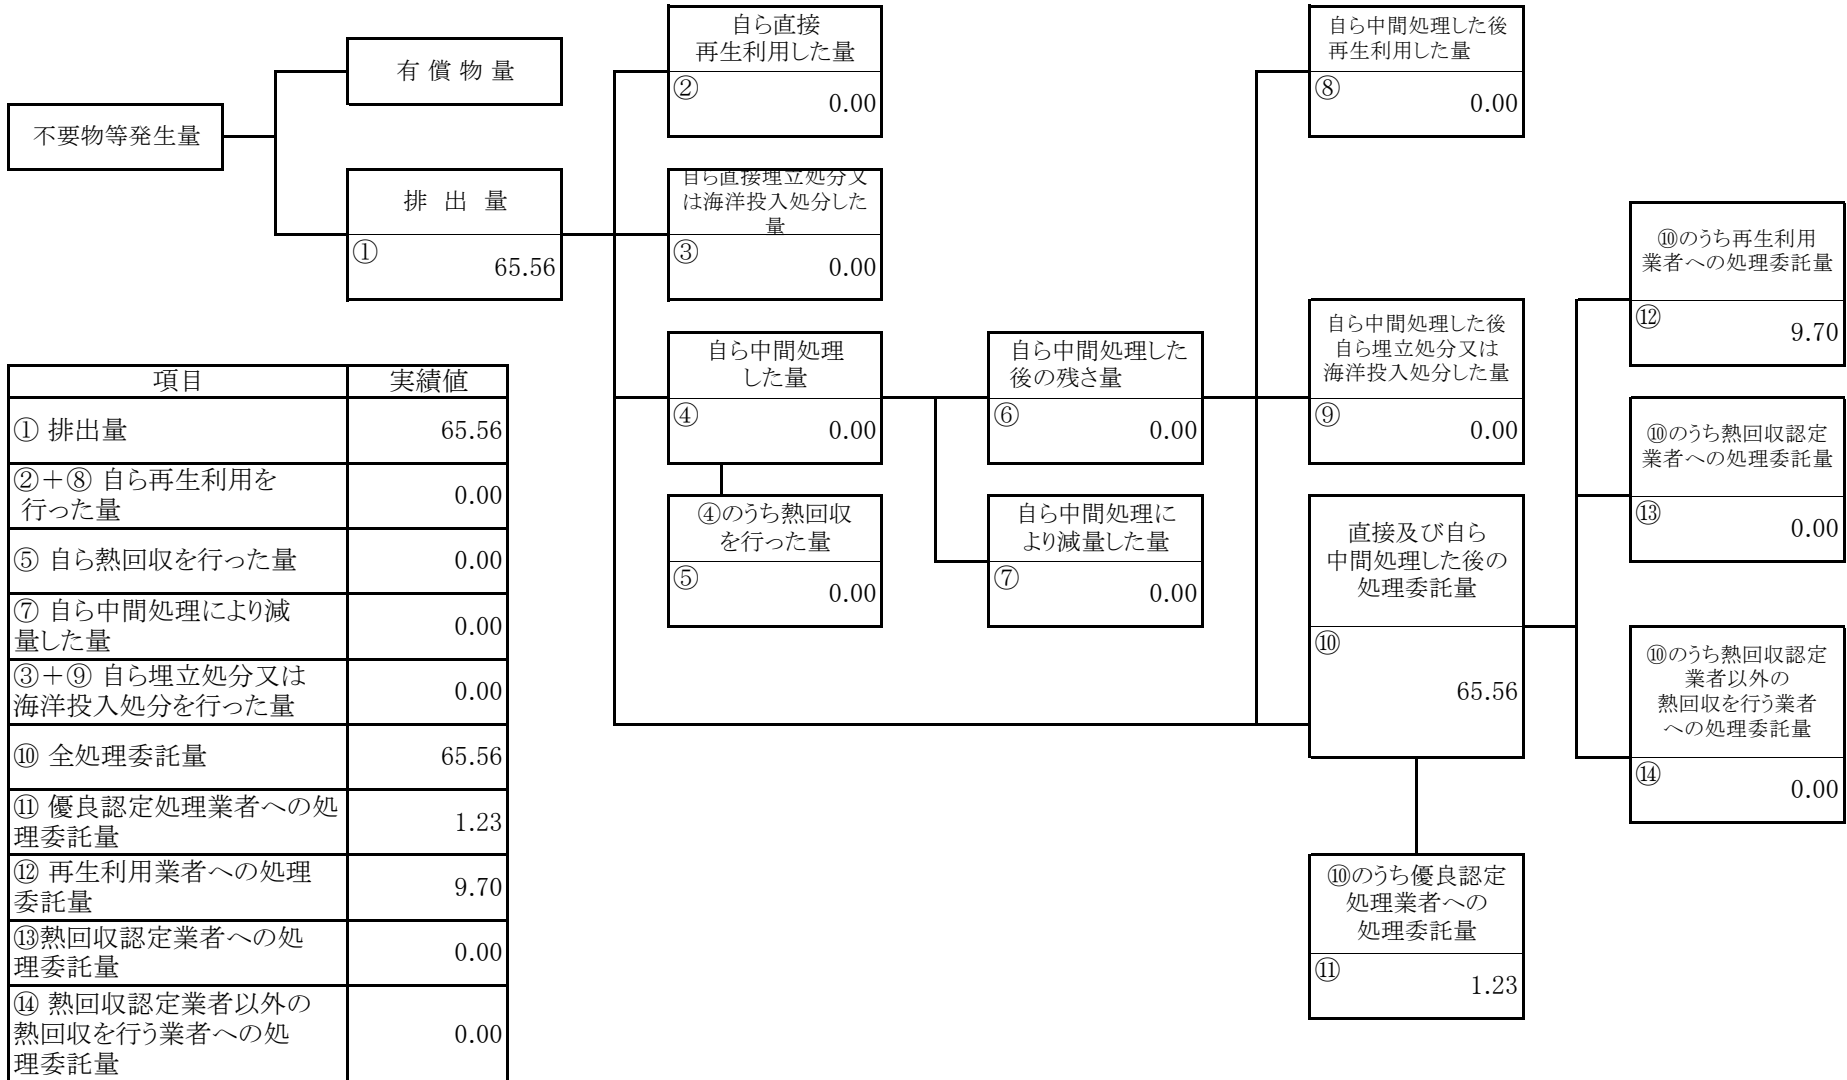 不要物等発生量
有 償 物 量
排 出 量
①
65.56
自ら直接
再生利用した量
②
0.00
自ら直接埋立処分又
は海洋投入処分した
量
③
0.00
自ら中間処理
した量
④
0.00
④のうち熱回収
を行った量
⑤
0.00
自ら中間処理した
後の残さ量
⑥
0.00
自ら中間処理に
より減量した量
⑦
0.00
自ら中間処理した後
再生利用した量
⑧
0.00
自ら中間処理した後
自ら埋立処分又は
海洋投入処分した量
⑨
0.00
直接及び自ら
中間処理した後の
処理委託量
⑩
65.56
⑩のうち優良認定
処理業者への
処理委託量
⑪
1.23
⑩のうち再生利用
業者への処理委託量
⑫
9.70
⑩のうち熱回収認定
業者への処理委託量
⑬
0.00
⑩のうち熱回収認定
業者以外の
熱回収を行う業者
への処理委託量
⑭
0.00
項目 実績値
① 排出量 65.56
②+⑧ 自ら再生利用を
行った量 0.00
⑤ 自ら熱回収を行った量 0.00
⑦ 自ら中間処理により減
量した量 0.00
③+⑨ 自ら埋立処分又は
海洋投入処分を行った量 0.00
⑩ 全処理委託量 65.56
⑪ 優良認定処理業者への処
理委託量 1.23
⑫ 再生利用業者への処理
委託量 9.70
⑬熱回収認定業者への処
理委託量 0.00
⑭ 熱回収認定業者以外の
熱回収を行う業者への処
理委託量 0.00